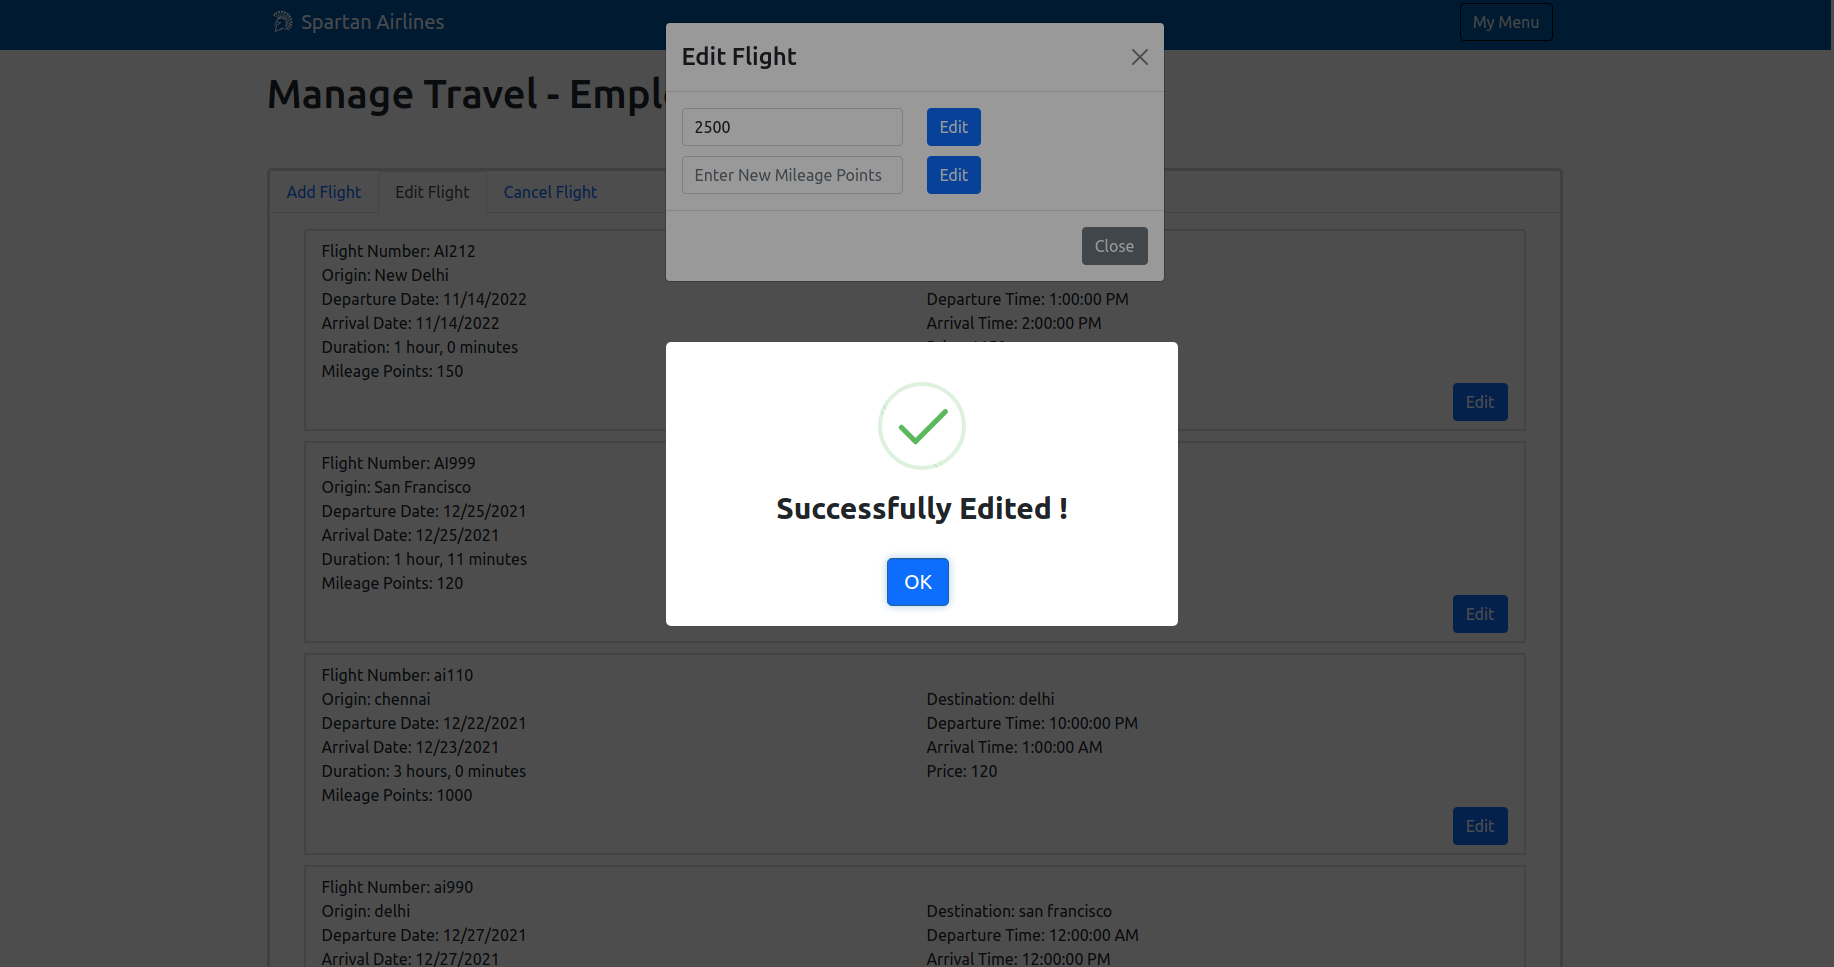 Spartan Airlines
My Menu
Manage Travel - Empl
Edit Flight
2500
Edit
Enter New Mileage Points
Edit
Close
Add Flight
Edit Flight
Cancel Flight
Flight Number: AI212
Origin: New Delhi
Departure Date: 11/14/2022
Departure Time: 1:00:00 PM
Arrival Date: 11/14/2022
Arrival Time: 2:00:00 PM
Duration: 1 hour, 0 minutes
Mileage Points: 150
Edit
Successfully Edited !
OK
Flight Number: AI999
Origin: San Francisco
Departure Date: 12/25/2021
Arrival Date: 12/25/2021
Duration: 1 hour, 11 minutes
Mileage Points: 120
Edit
Flight Number: ai110
Origin: chennai
Destination: delhi
Departure Date: 12/22/2021
Departure Time: 10:00:00 PM
Arrival Date: 12/23/2021
Arrival Time: 1:00:00 AM
Duration: 3 hours, 0 minutes
Price: 120
Mileage Points: 1000
Edit
Flight Number: ai990
Origin: delhi
Destination: san francisco
Departure Date: 12/27/2021
Departure Time: 12:00:00 AM
Arrival Date: 12/27/2021
Arrival Time: 12:00:00 PM